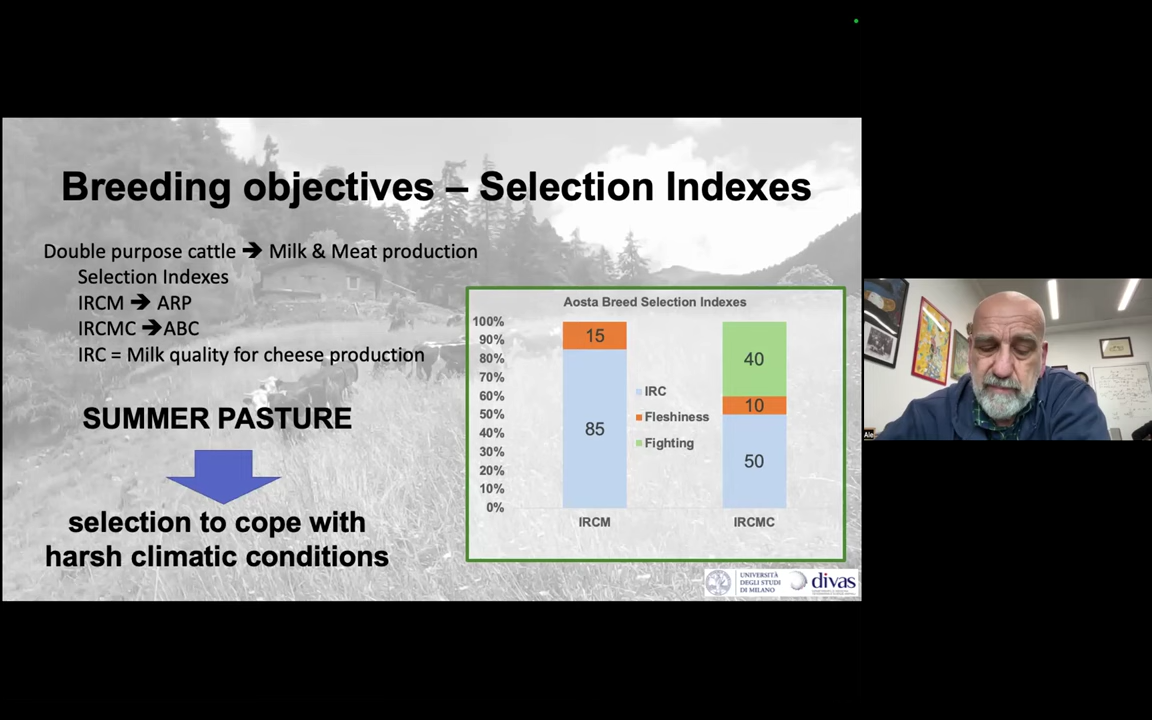 Breeding objectives – Selection Indexes
Double purpose cattle ➔ Milk & Meat production
Selection Indexes
IRCM ➔ ARP
IRCMC ➔ABC
IRC = Milk quality for cheese production
SUMMER PASTURE
selection to cope with
harsh climatic conditions
Aosta Breed Selection Indexes
100%
90%
80%
70%
60%
50%
40%
30%
20%
10%
0%
15
85
40
10
50
IRC
Fleshiness
Fighting
IRCM
IRCMC
UNIVERSITÀ
DEGLI STUDI
DI MILANO
divas
Ale